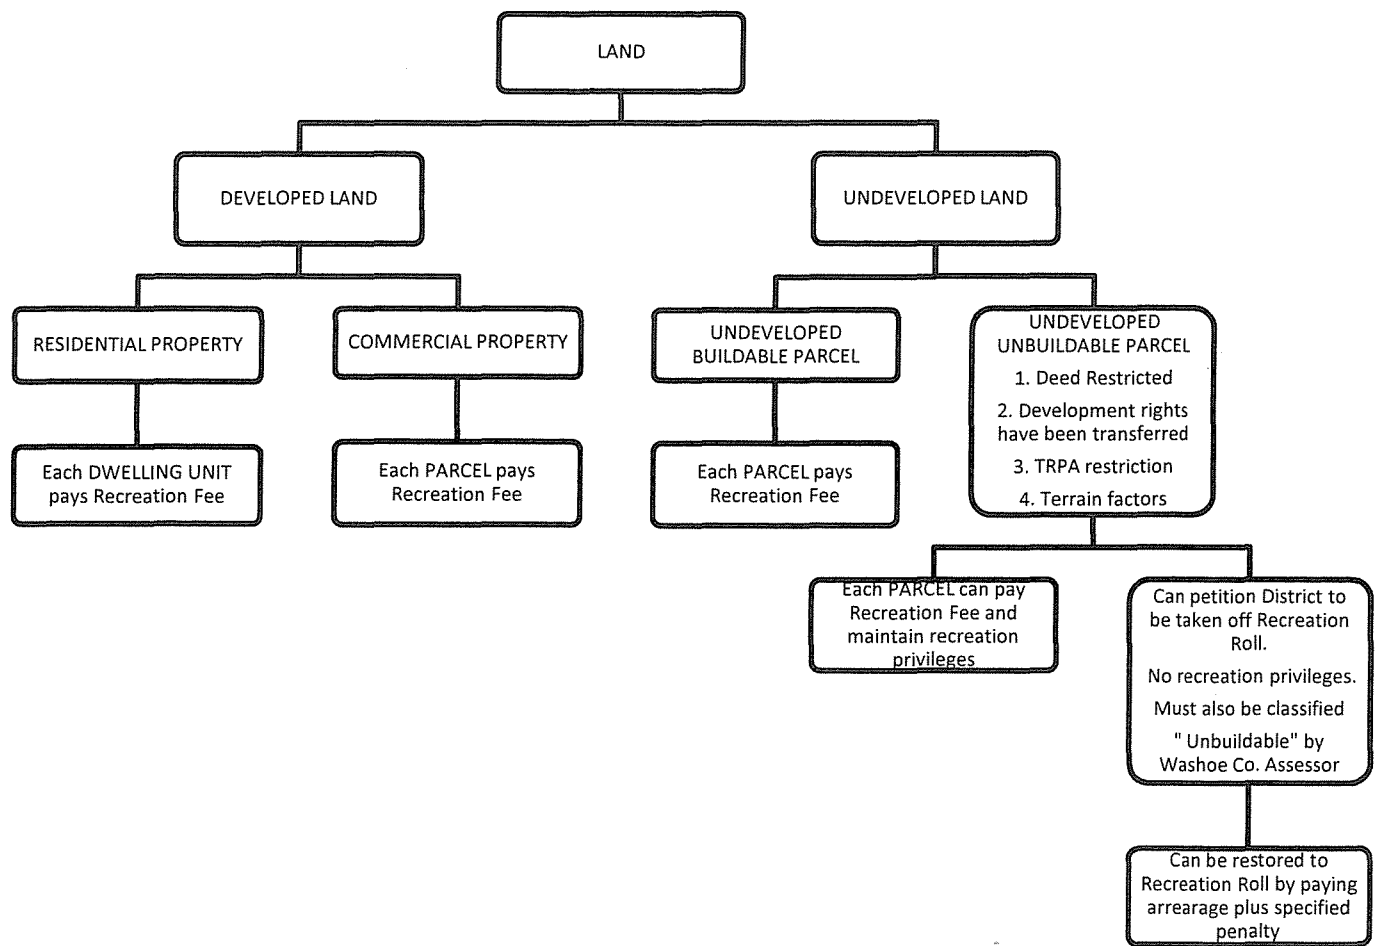 LAND
DEVELOPED LAND
UNDEVELOPED LAND
RESIDENTIAL PROPERTY
COMMERCIAL PROPERTY
UNDEVELOPED
BUILDABLE PARCEL
UNDEVELOPED
UNBUILDABLE PARCEL
1. Deed Restricted
2. Development rights
have been transferred
3. TRPA restriction
4. Terrain factors
Each DWELLING UNIT
pays Recreation Fee
Each PARCEL pays
Recreation Fee
Each PARCEL pays
Recreation Fee
Each PARCEL can pay
Recreation Fee and
maintain recreation
privileges
Can petition District to
be taken off Recreation
Roll.
No recreation privileges.
Must also be classified
" Unbuildable" by
Washoe Co. Assessor
Can be restored to
Recreation Roll by paying
arrearage plus specified
penalty